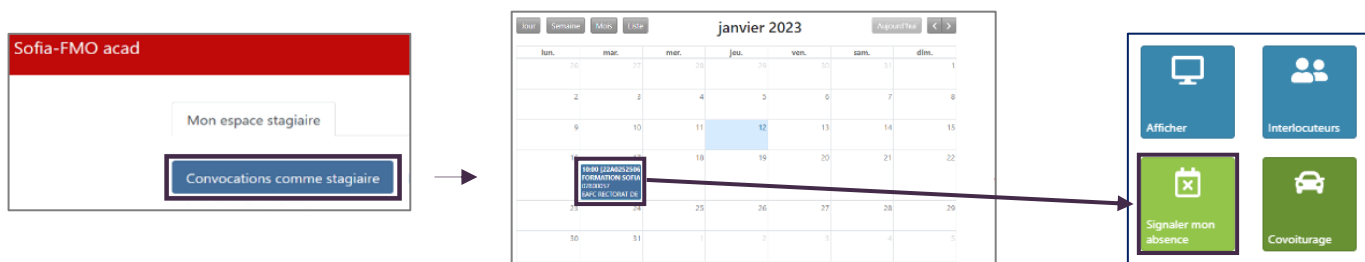 Sofia-FMO acad
Mon espace stagiaire
Convocations comme stagiaire
Jour Semaine Mois Liste
janvier 2023
Aujourd'hui < >
lun. mar. mer. jeu. ven. sam. dim.
26 27 28 29 30 31 1
2 3 4 5 6 7 8
9 10 11 12 13 14 15
16 17 18 19 20 21 22
10:00 [22A0252506
FORMATION SOFIA
EAFC RECTORAT DE
23 24 25 26 27 28 29
30 31 1 2 3 4 5
Afficher
Interlocuteurs
Signaler mon
absence
Covoiturage